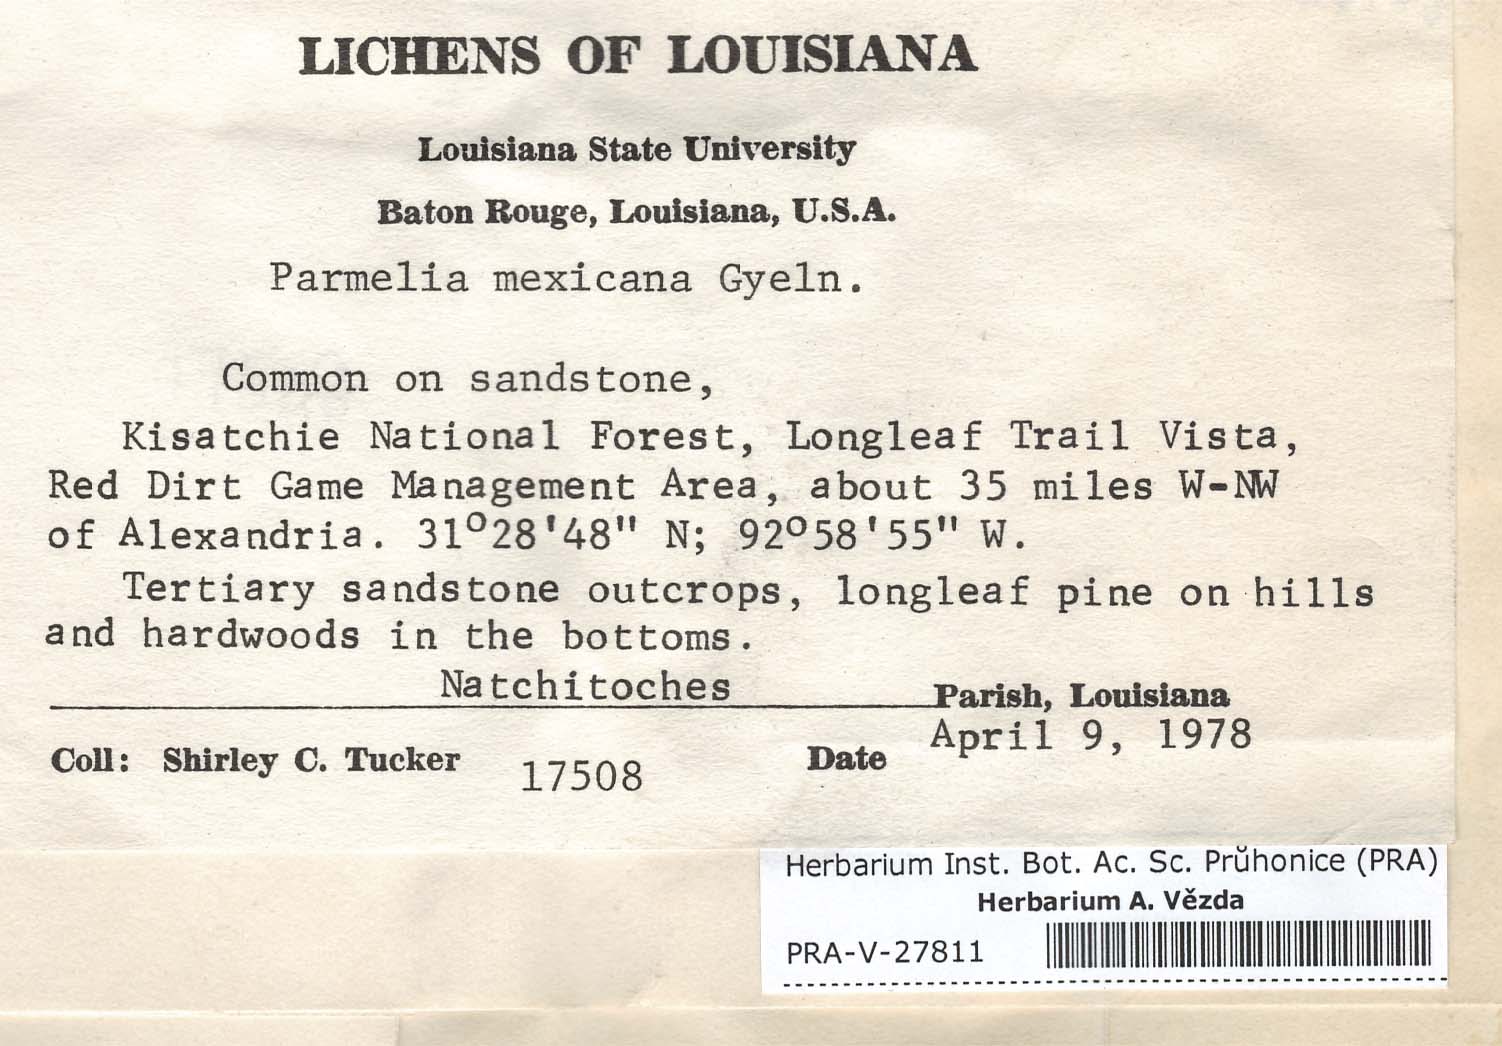 LICHENS OF LOUISIANA
Louisiana State University
Baton Rouge, Louisiana, U.S.A.
Parmelia mexicana Gyeln.
Common on sandstone,
Kisatchie National Forest, Longleaf Trail Vista,
Red Dirt Game Management Area, about 35 miles W-NW
of Alexandria. 31°28'48" N; 92°58'55" W.
Tertiary sandstone outcrops, longleaf pine on hills
and hardwoods in the bottoms.
Natchitoches Parish, Louisiana
Coll: Shirley C. Tucker 17508 Date April 9, 1978
Herbarium Inst. Bot. Ac. Sc. Průhonice (PRA)
Herbarium A. Vězda
PRA-V-27811